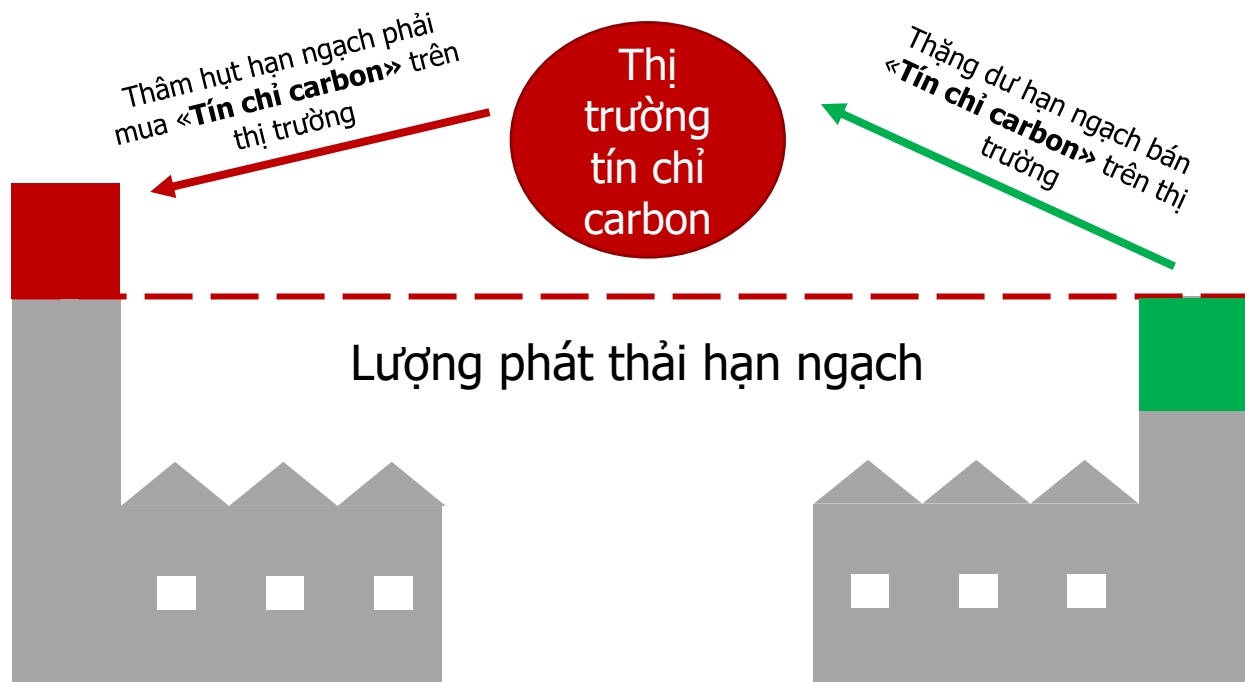 Thâm hụt hạn ngạch phải
mua «Tín chỉ carbon» trên
thị trường
Thị
trường
tín chỉ
carbon
Thặng dư hạn ngạch bán
«Tín chỉ carbon» trên thị
trường
Lượng phát thải hạn ngạch